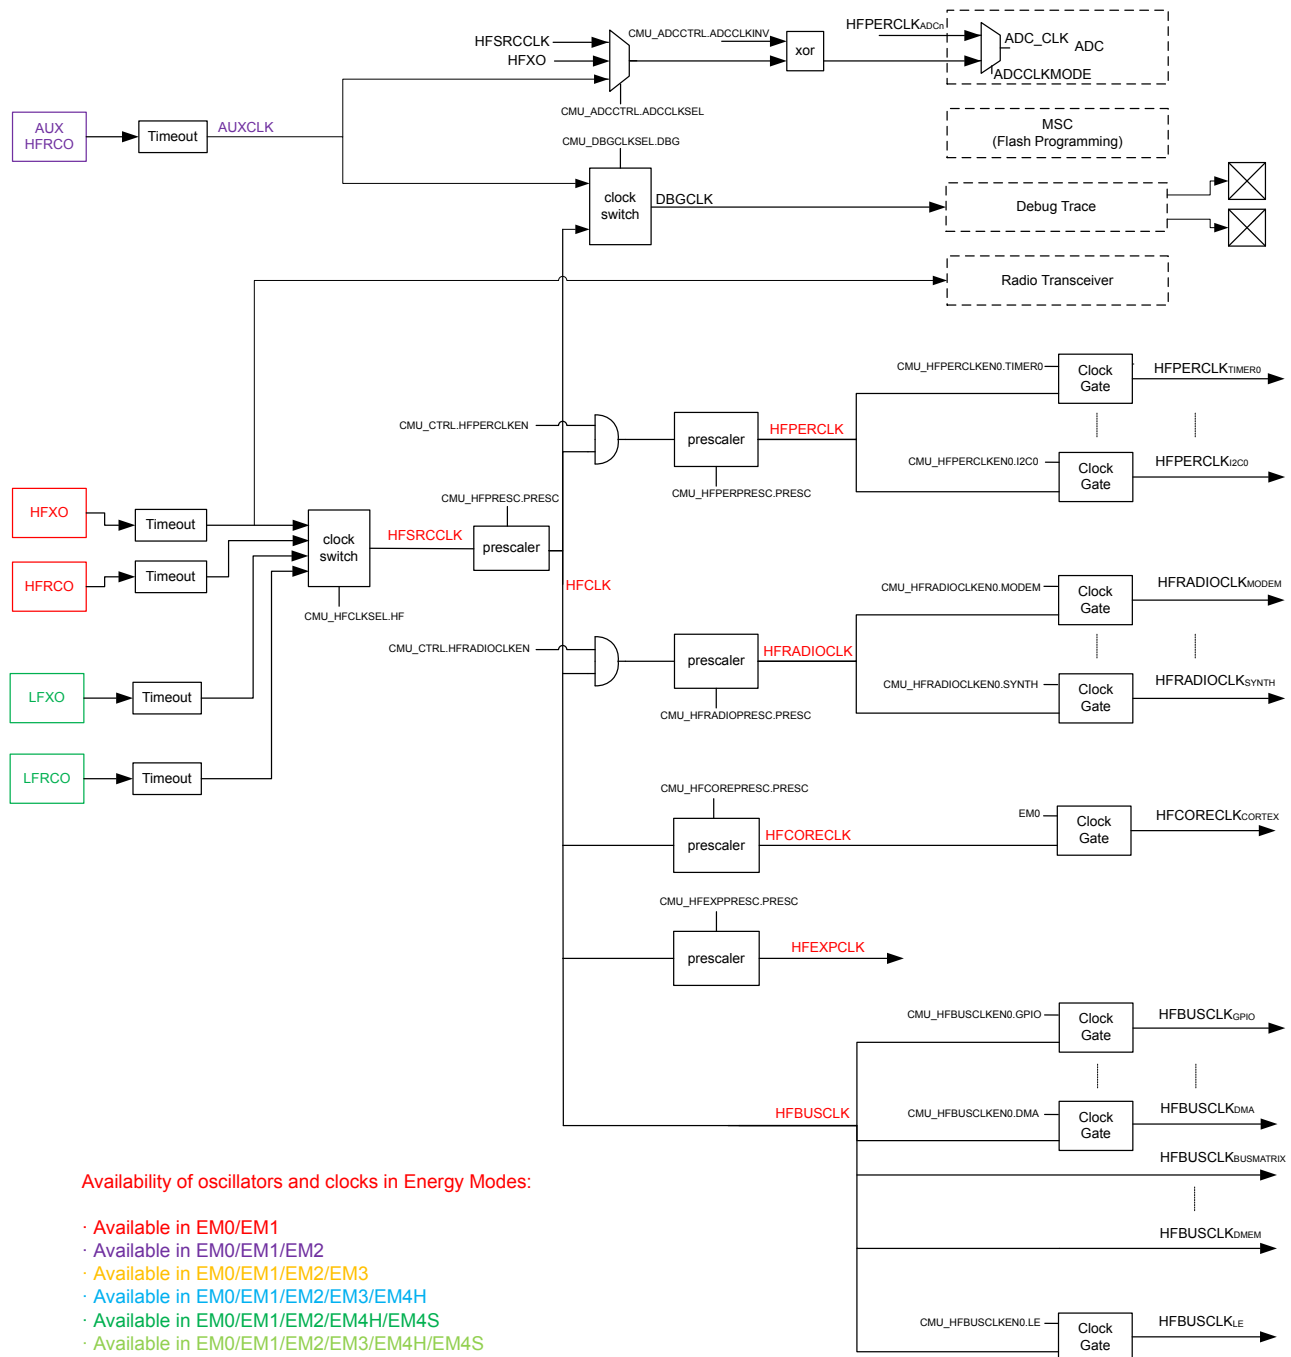 HFSRCCLK
HFXO
CMU_ADCCTRL.ADCCLKINV
xor
HFPERCLKADCn
ADC_CLK
ADC
ADCCLKMODE
CMU_ADCCTRL.ADCCLKSEL
AUX
HFRCO
Timeout
AUXCLK
MSC
(Flash Programming)
CMU_DBGCLKSEL.DBG
clock
switch
DBGCLK
Debug Trace
Radio Transceiver
CMU_HFPERCLKEN0.TIMER0
Clock
Gate
HFPERCLKTIMER0
CMU_CTRL.HFPERCLKEN
prescaler
HFPERCLK
CMU_HFPERCLKEN0.I2C0
Clock
Gate
HFPERCLKI2C0
CMU_HFPERPRESC.PRESC
HFXO
Timeout
CMU_HFPRESC.PRESC
clock
switch
HFSRCCLK
prescaler
HFRCO
Timeout
HFCLK
CMU_HFCLKSEL.HF
CMU_HFRADIOCLKEN0.MODEM
Clock
Gate
HFRADIOCLKMODEM
CMU_CTRL.HFRADIOCLKEN
prescaler
HFRADIOCLK
CMU_HFRADIOCLKEN0.SYNTH
Clock
Gate
HFRADIOCLKSYNTH
CMU_HFRADIOPRESC.PRESC
LFXO
Timeout
LFRCO
Timeout
CMU_HFCOREPRESC.PRESC
prescaler
HFCORECLK
EM0
Clock
Gate
HFCORECLKCORTEX
CMU_HFEXPPRESC.PRESC
prescaler
HFEXPCLK
CMU_HFBUSCLKEN0.GPIO
Clock
Gate
HFBUSCLKGPIO
HFBUSCLK
CMU_HFBUSCLKEN0.DMA
Clock
Gate
HFBUSCLKDMA
HFBUSCLKBUSMATRIX
HFBUSCLKDMEM
CMU_HFBUSCLKEN0.LE
Clock
Gate
HFBUSCLKLE
Availability of oscillators and clocks in Energy Modes:
· Available in EM0/EM1
· Available in EM0/EM1/EM2
· Available in EM0/EM1/EM2/EM3
· Available in EM0/EM1/EM2/EM3/EM4H
· Available in EM0/EM1/EM2/EM4H/EM4S
· Available in EM0/EM1/EM2/EM3/EM4H/EM4S